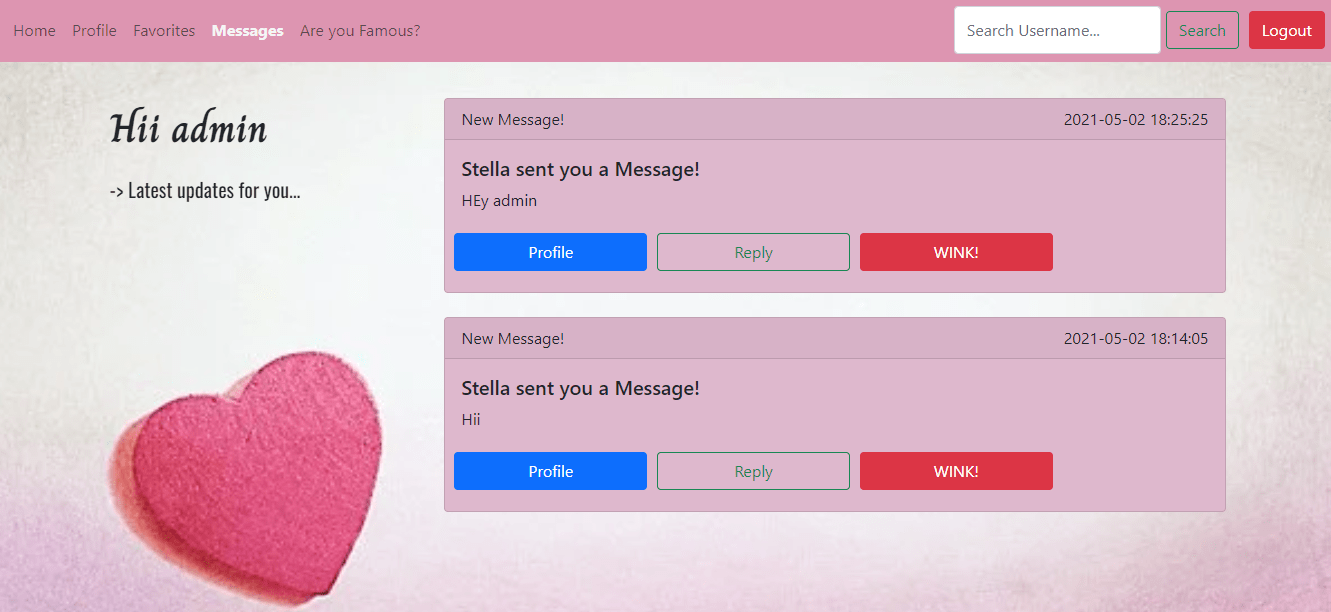 Home Profile Favorites Messages Are you Famous? Search Username... Search Logout
Hii admin
-> Latest updates for you...
New Message! 2021-05-02 18:25:25
Stella sent you a Message!
HEy admin
Profile Reply WINK!
New Message! 2021-05-02 18:14:05
Stella sent you a Message!
Hii
Profile Reply WINK!